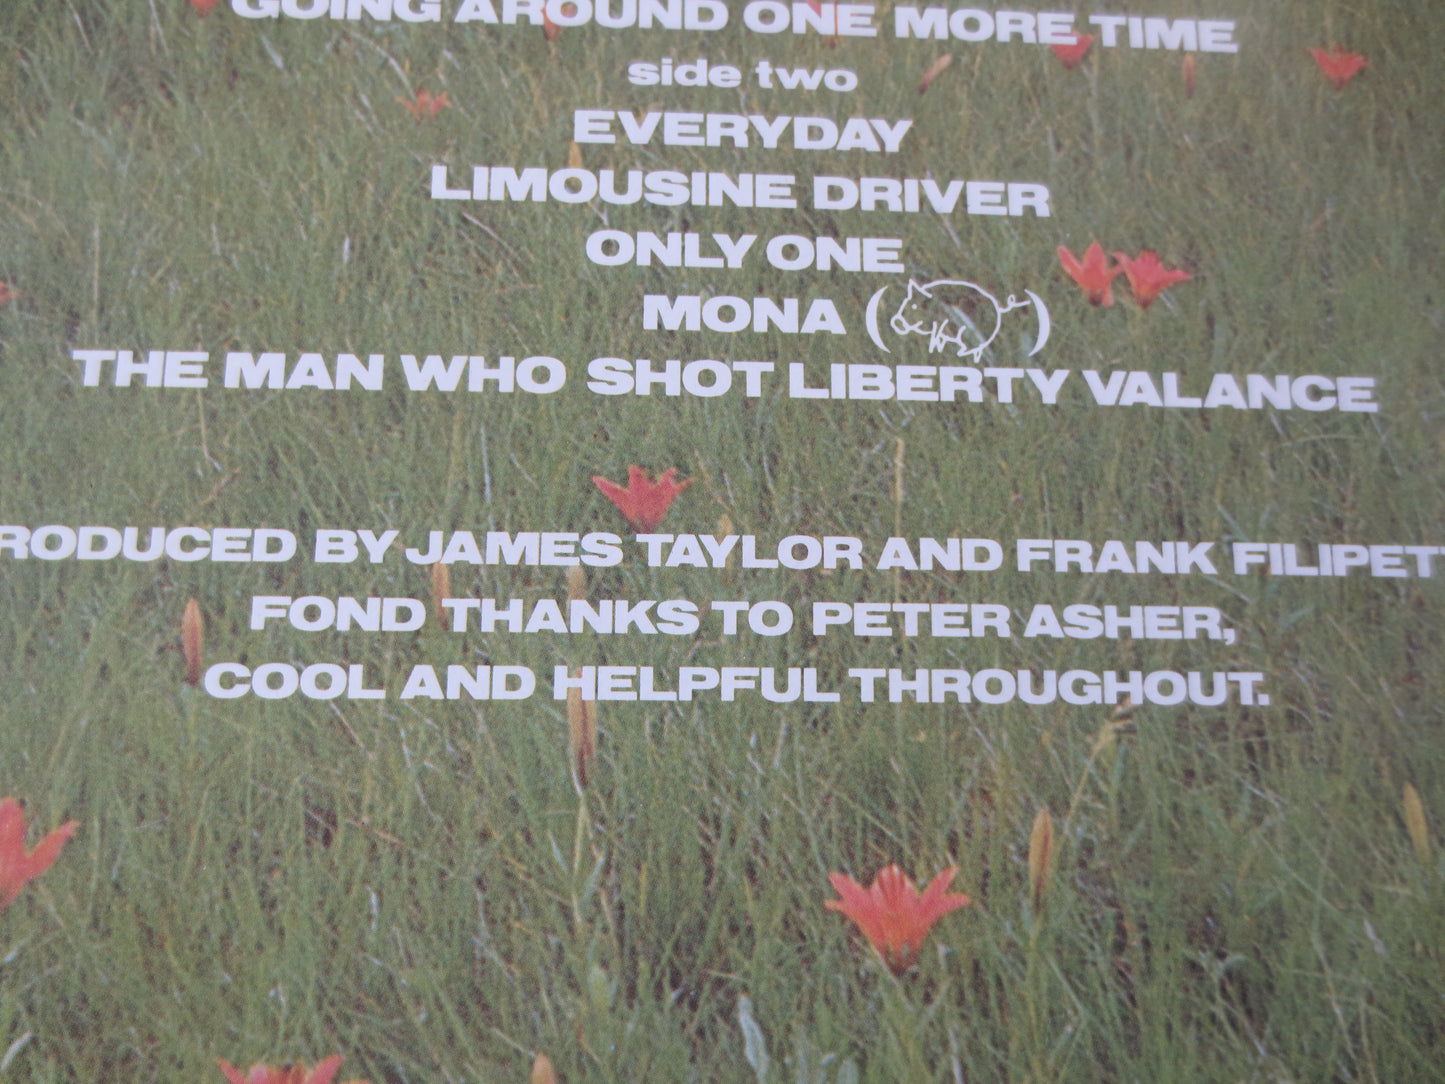 GOING AROUND ONE MORE TIME
side two
EVERYDAY
LIMOUSINE DRIVER
ONLY ONE
MONA ( )
THE MAN WHO SHOT LIBERTY VALANCE
RODUCED BY JAMES TAYLOR AND FRANK FILIPET
FOND THANKS TO PETER ASHER,
COOL AND HELPFUL THROUGHOUT.